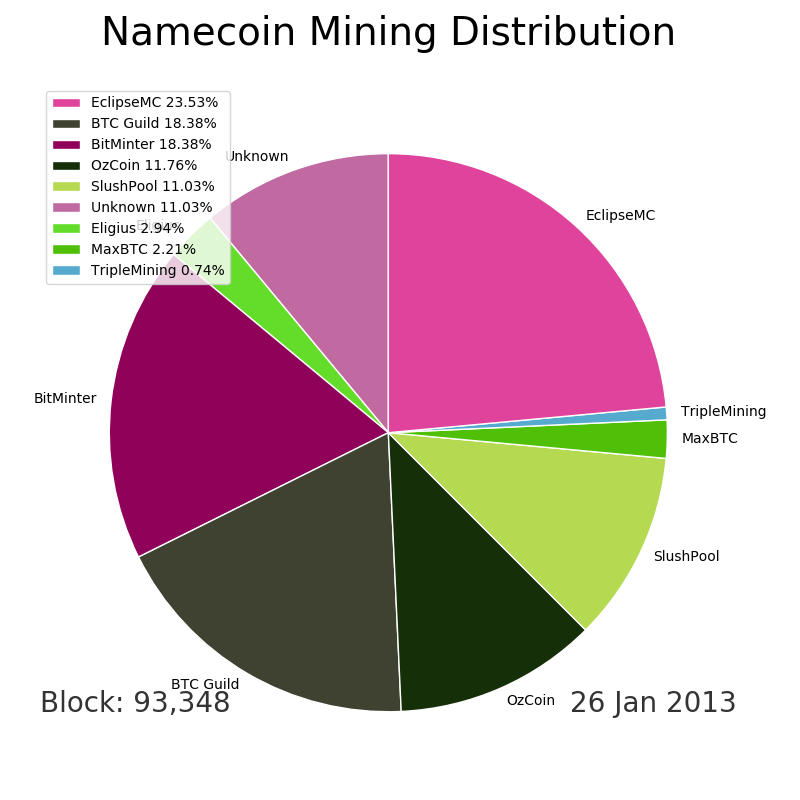 Namecoin Mining Distribution
EclipseMC 23.53%
BTC Guild 18.38%
BitMinter 18.38%
OzCoin 11.76%
SlushPool 11.03%
Unknown 11.03%
Eligius 2.94%
MaxBTC 2.21%
TripleMining 0.74%
Unknown
EclipseMC
Eligius
BitMinter
TripleMining
MaxBTC
SlushPool
BTC Guild
OzCoin
Block: 93,348
26 Jan 2013